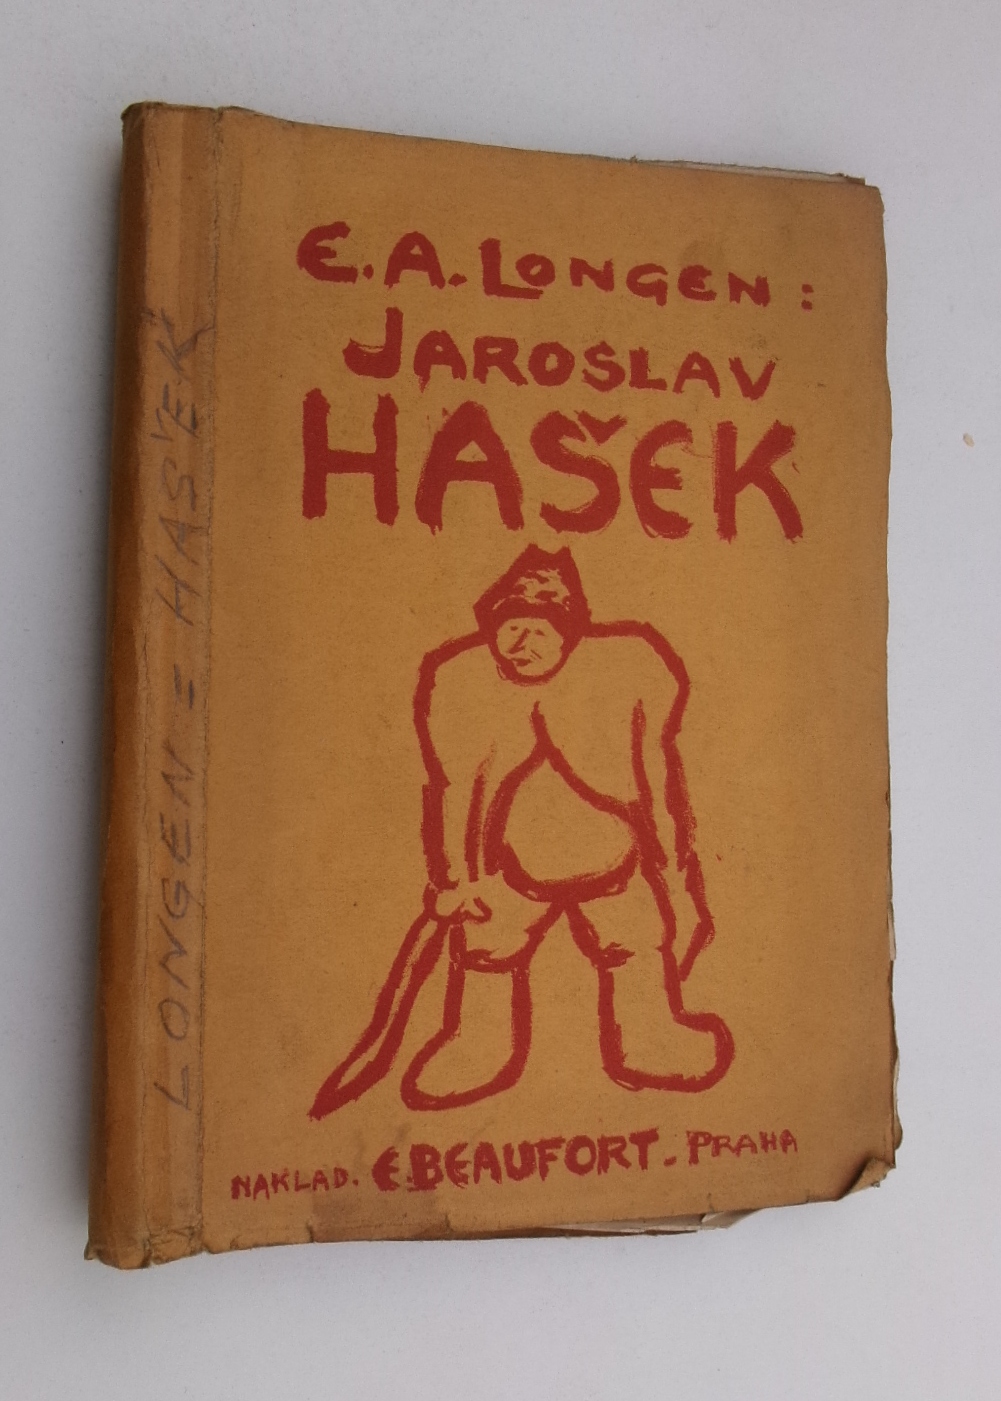 E. A. LONGEN:
JAROSLAV
HAŠEK
NAKLAD. E. BEAUFORT. PRAHA
LONGEN = HAŠEK